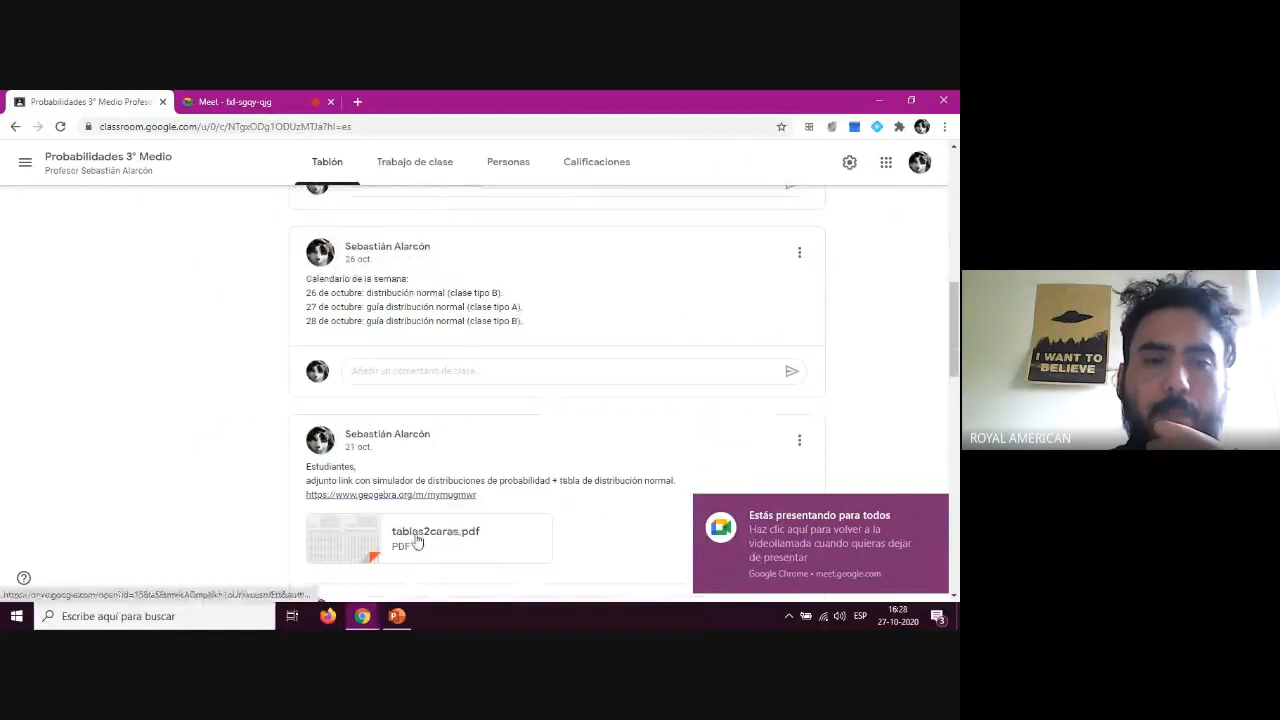 Probabilidades 3° Medio Profeso
Meet - fxf-sgqy-qjg
classroom.google.com/u/0/c/NTgxODg1ODUzMTJa?hl=es
Probabilidades 3° Medio
Profesor Sebastián Alarcón
Tablón
Trabajo de clase
Personas
Calificaciones
Sebastián Alarcón
26 oct.
Calendario de la semana:
26 de octubre: distribución normal (clase tipo B).
27 de octubre: guía distribución normal (clase tipo A).
28 de octubre: guía distribución normal (clase tipo B).
Añadir un comentario de clase...
Sebastián Alarcón
21 oct.
Estudiantes,
adjunto link con simulador de distribuciones de probabilidad + tabla de distribución normal.
https://www.geogebra.org/m/mymugmwr
tablas2caras.pdf
PDF
Estás presentando para todos
Haz clic aquí para volver a la
videollamada cuando quieras dejar
de presentar
Google Chrome • meet.google.com
Escribe aquí para buscar
ESP
16:28
27-10-2020
3
I WANT TO
BELIEVE
ROYAL AMERICAN